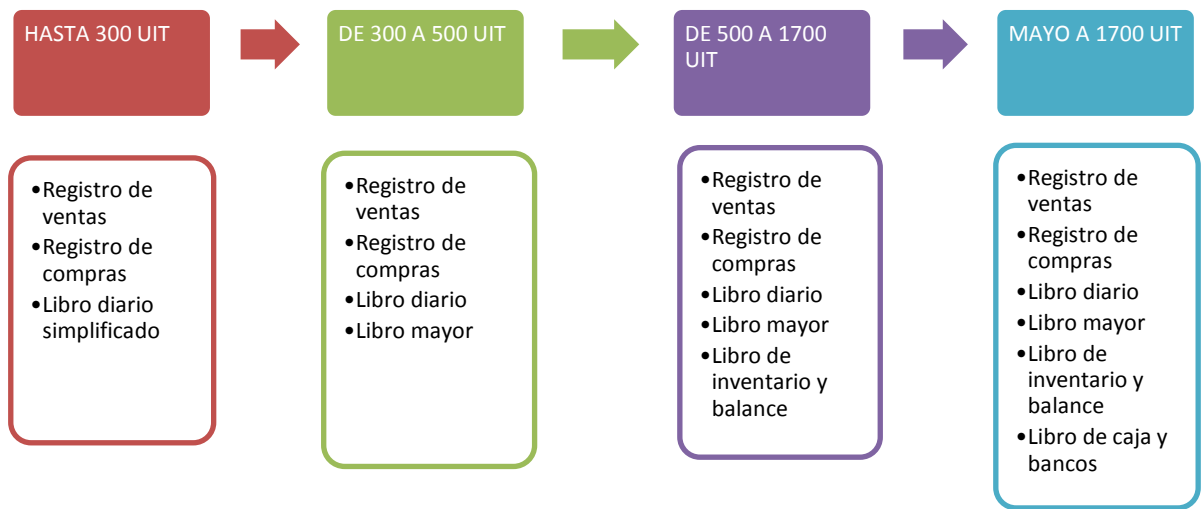 HASTA 300 UIT
•Registro de
ventas
•Registro de
compras
•Libro diario
simplificado
DE 300 A 500 UIT
•Registro de
ventas
•Registro de
compras
•Libro diario
•Libro mayor
DE 500 A 1700
UIT
•Registro de
ventas
•Registro de
compras
•Libro diario
•Libro mayor
•Libro de
inventario y
balance
MAYO A 1700 UIT
•Registro de
ventas
•Registro de
compras
•Libro diario
•Libro mayor
•Libro de
inventario y
balance
•Libro de caja y
bancos